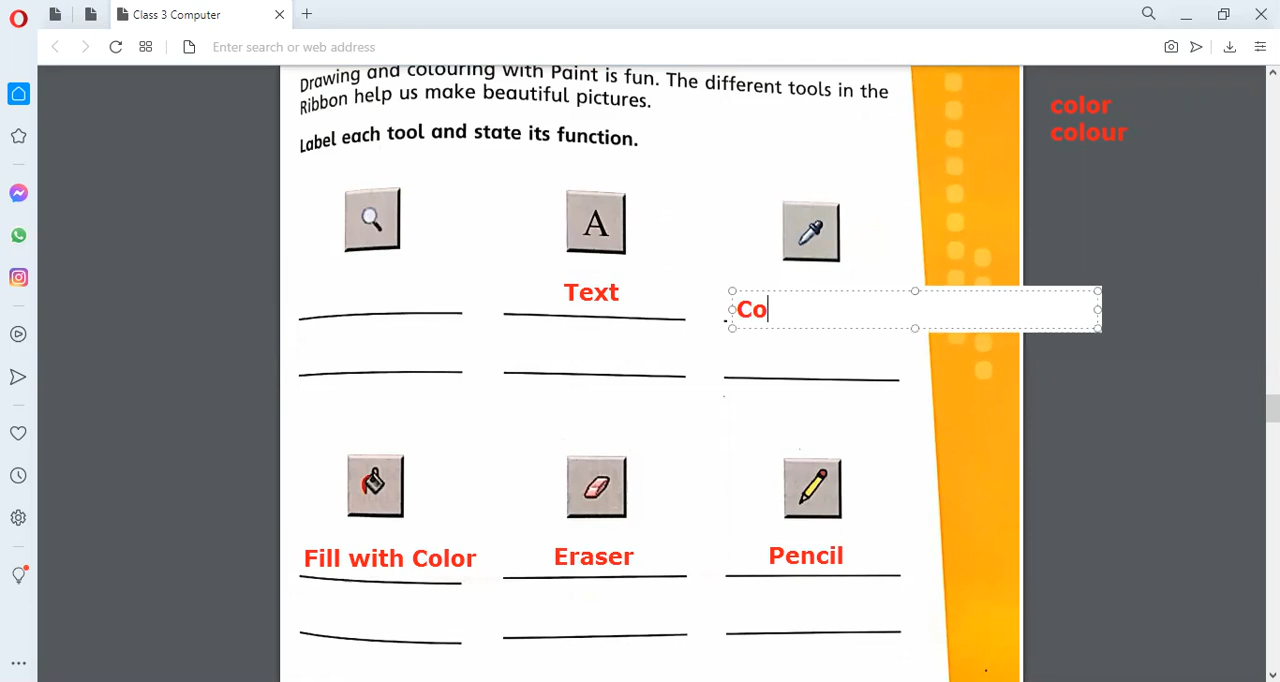 Class 3 Computer
Enter search or web address
Drawing and colouring with Paint is fun. The different tools in the
Ribbon help us make beautiful pictures.
color
colour
Label each tool and state its function.
A
Text
Co
Fill with Color
Eraser
Pencil